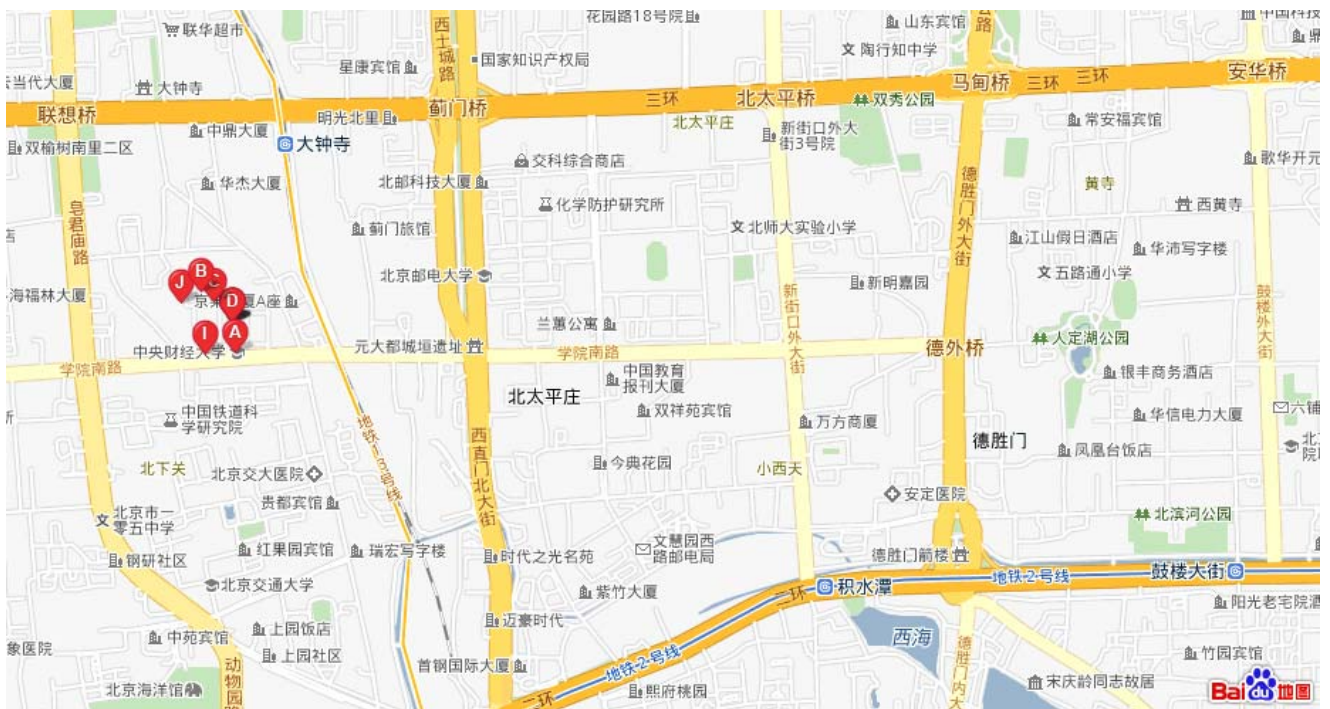 联华超市
花园路18号院
山东宾馆
中国科技
西土城路
国家知识产权局
陶行知中学
星康宾馆
云当代大厦
大钟寺
马甸桥
三环
三环
安华桥
联想桥
蓟门桥
三环
北太平桥
双秀公园
明光北里
中鼎大厦
北太平庄
新街口外大
街3号院
常安福宾馆
双榆树南里二区
大钟寺
交科综合商店
歌华开元
华杰大厦
北邮科技大厦
德胜门外大街
黄寺
皂君庙路
化学防护研究所
西黄寺
蓟门旅馆
北师大实验小学
江山假日酒店
华沛写字楼
店
北京邮电大学
新明嘉园
五路通小学
J
B
C
海福林大厦
D
厦A座
新街口外大街
鼓楼外大街
I
A
兰蕙公寓
人定湖公园
中央财经大学
元大都城垣遗址
学院南路
德外桥
学院南路
中国教育
报刊大厦
银丰商务酒店
北太平庄
中国铁道科
学研究院
双祥苑宾馆
万方商厦
华信电力大厦
六铺
地铁13号线
西直门北大街
德胜门
凤凰台饭店
北下关
北京交大医院
今典花园
小西天
贵都宾馆
安定医院
北京市一
零五中学
北滨河公园
红果园宾馆
瑞宏写字楼
时代之光名苑
文慧园西
路邮电局
德胜门箭楼
钢研社区
地铁2号线
鼓楼大街
北京交通大学
紫竹大厦
二环
积水潭
阳光老宅院酒
上园饭店
迈豪时代
中苑宾馆
西海
象医院
上园社区
首钢国际大厦
地铁2号线
德胜门内大
竹园宾馆
动物园路
北京海洋馆
二环
熙府桃园
宋庆龄同志故居
Bai du 地图